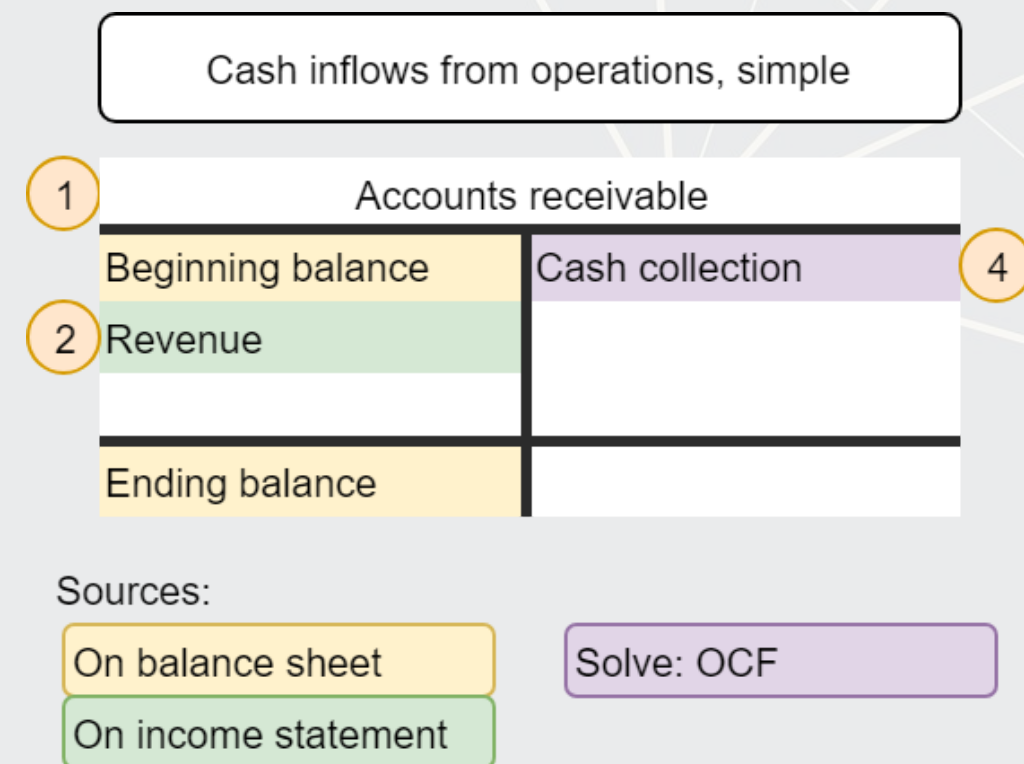 Cash inflows from operations, simple
1
Accounts receivable
Beginning balance
Cash collection
4
2
Revenue
Ending balance
Sources:
On balance sheet
Solve: OCF
On income statement